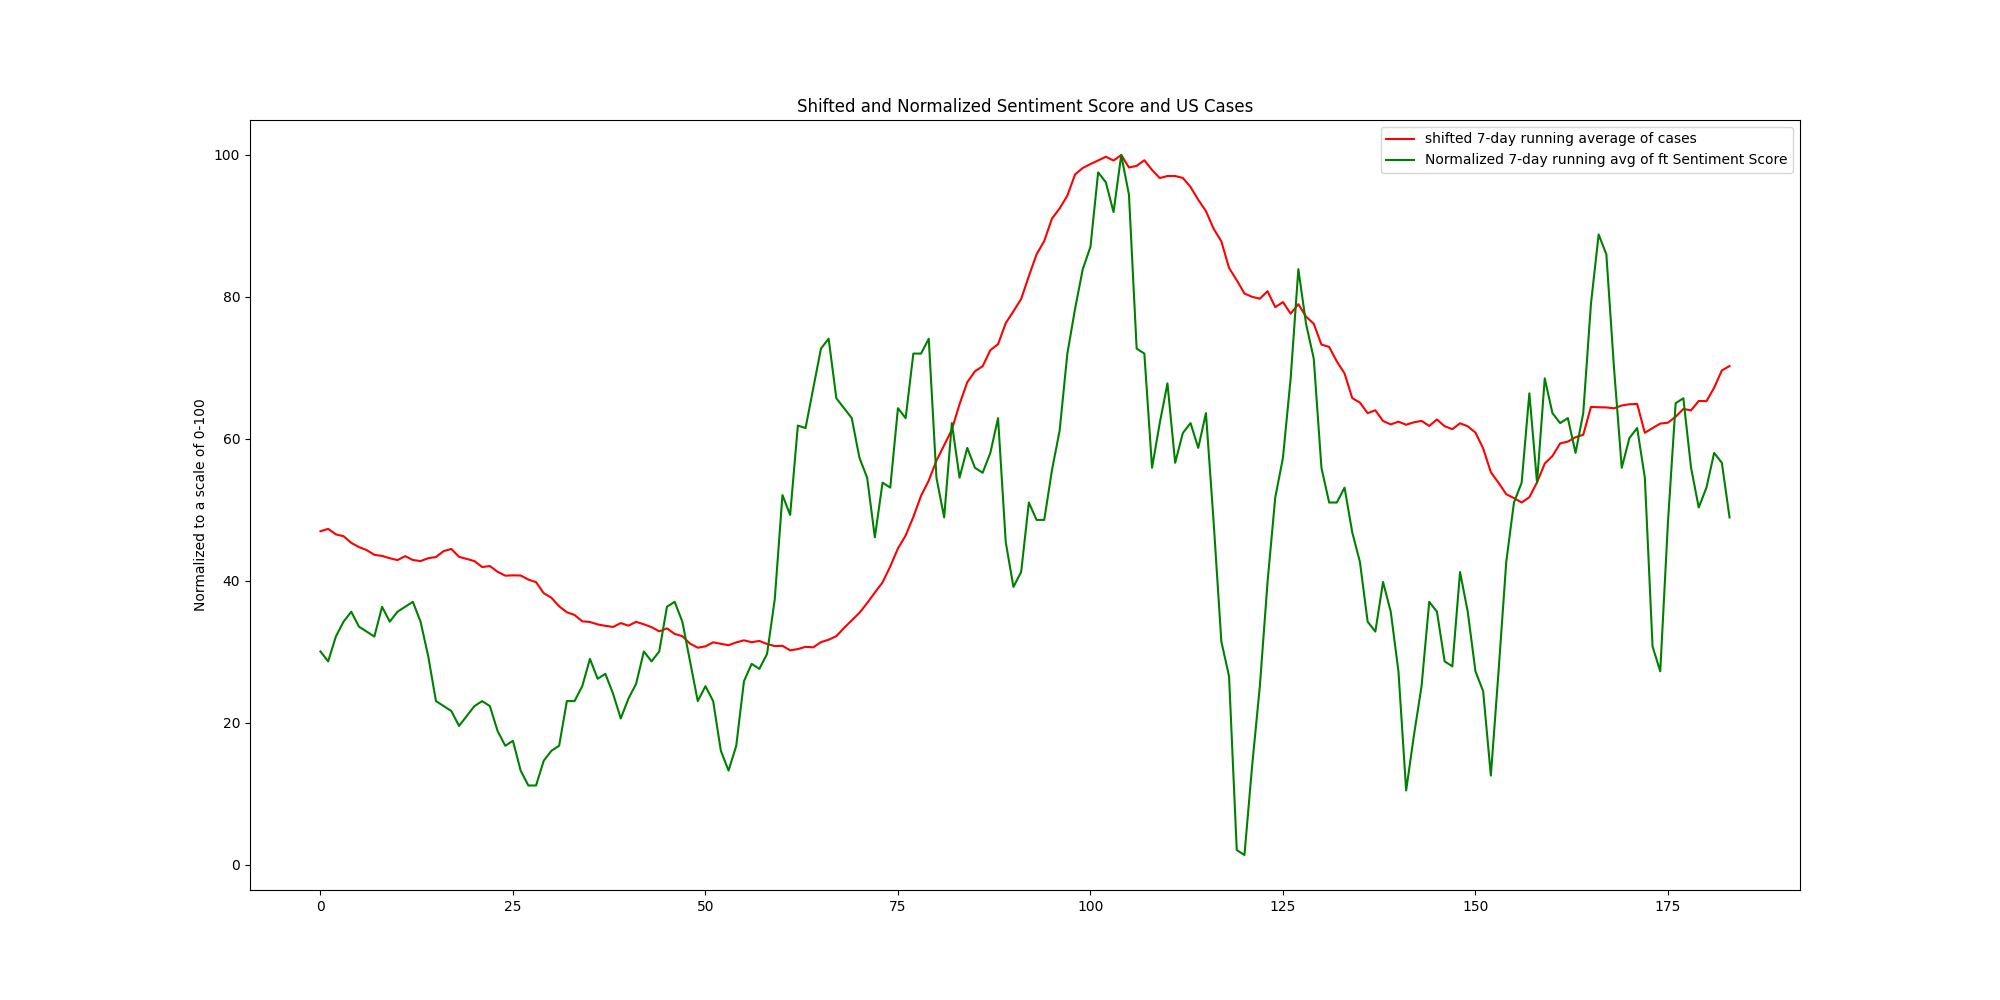 Shifted and Normalized Sentiment Score and US Cases
shifted 7-day running average of cases
Normalized 7-day running avg of ft Sentiment Score
Normalized to a scale of 0-100
100
80
60
40
20
0
0 25 50 75 100 125 150 175